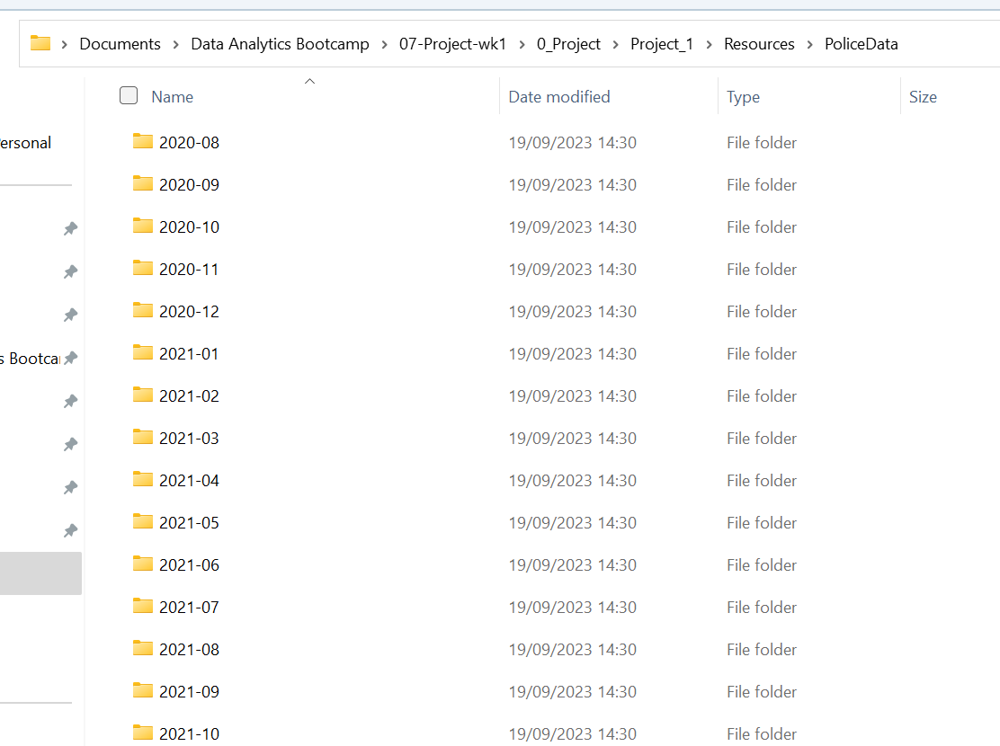 Documents > Data Analytics Bootcamp > 07-Project-wk1 > 0_Project > Project_1 > Resources > PoliceData
Name Date modified Type Size
ersonal
2020-08 19/09/2023 14:30 File folder
2020-09 19/09/2023 14:30 File folder
2020-10 19/09/2023 14:30 File folder
2020-11 19/09/2023 14:30 File folder
2020-12 19/09/2023 14:30 File folder
s Bootca
2021-01 19/09/2023 14:30 File folder
2021-02 19/09/2023 14:30 File folder
2021-03 19/09/2023 14:30 File folder
2021-04 19/09/2023 14:30 File folder
2021-05 19/09/2023 14:30 File folder
2021-06 19/09/2023 14:30 File folder
2021-07 19/09/2023 14:30 File folder
2021-08 19/09/2023 14:30 File folder
2021-09 19/09/2023 14:30 File folder
2021-10 19/09/2023 14:30 File folder